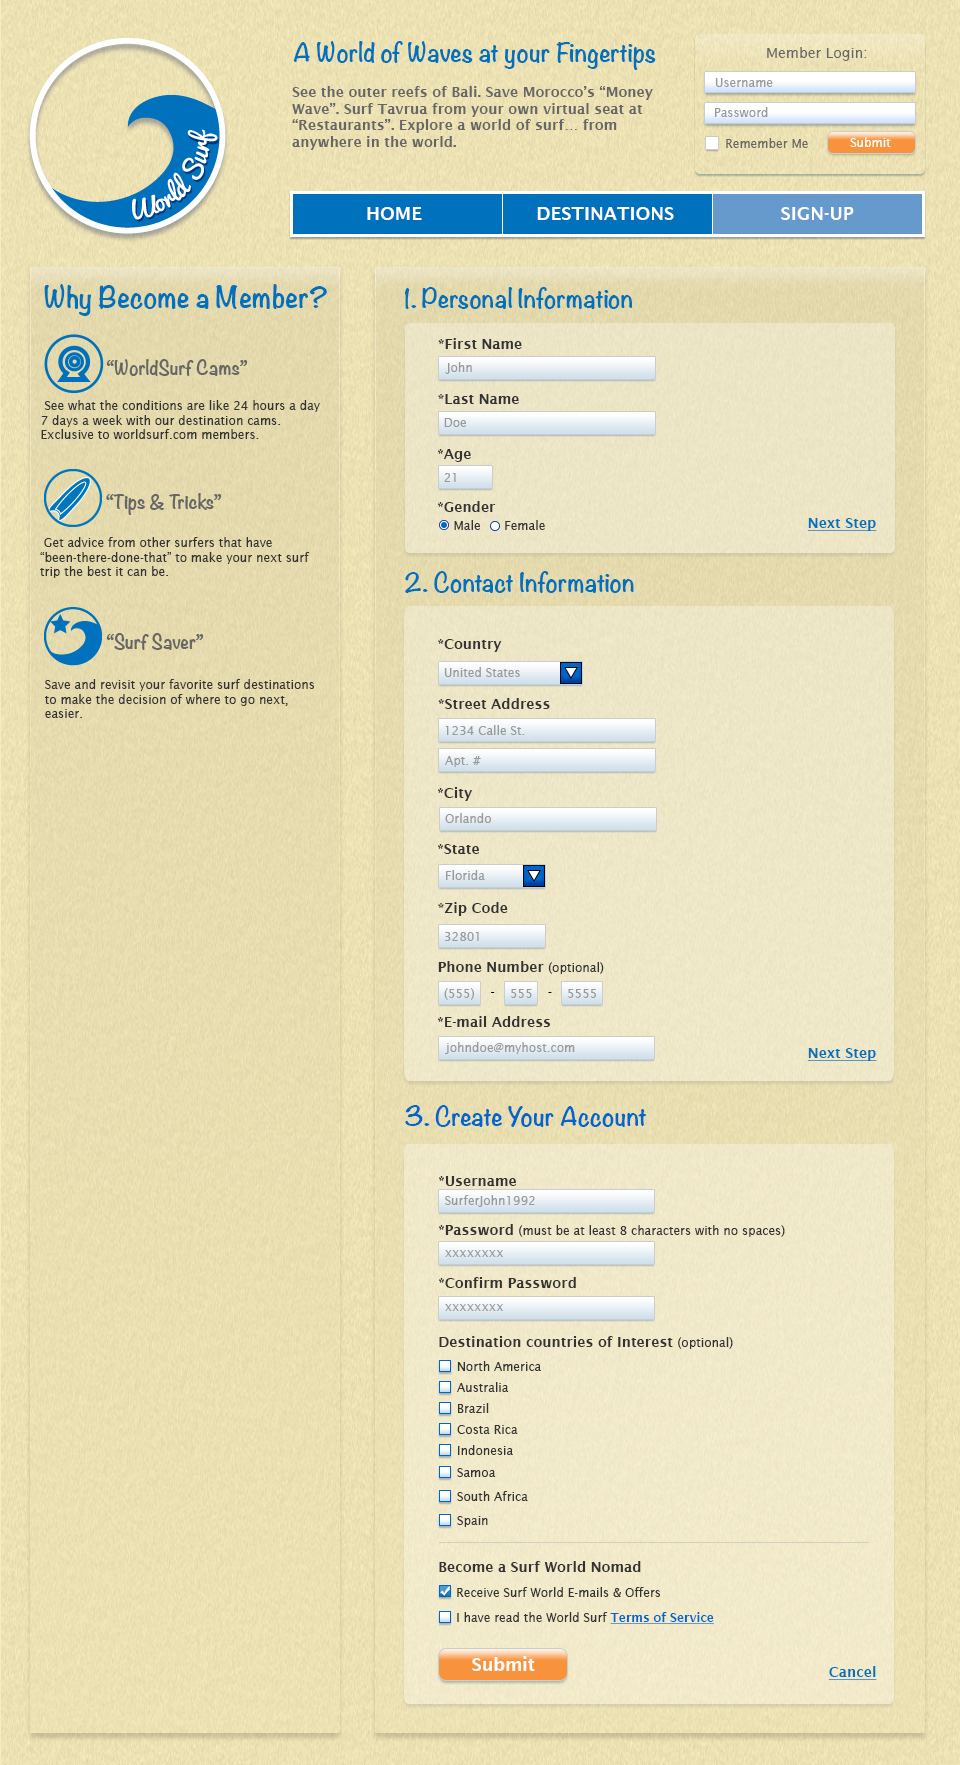 World Surf
A World of Waves at your Fingertips
See the outer reefs of Bali. Save Morocco's “Money
Wave”. Surf Tavrua from your own virtual seat at
“Restaurants”. Explore a world of surf... from
anywhere in the world.
Member Login:
Username
Password
Remember Me Submit
HOME DESTINATIONS SIGN-UP
Why Become a Member?
“WorldSurf Cams”
See what the conditions are like 24 hours a day
7 days a week with our destination cams.
Exclusive to worldsurf.com members.
“Tips & Tricks”
Get advice from other surfers that have
“been-there-done-that” to make your next surf
trip the best it can be.
“Surf Saver”
Save and revisit your favorite surf destinations
to make the decision of where to go next,
easier.
1. Personal Information
*First Name
John
*Last Name
Doe
*Age
21
*Gender
Male Female
Next Step
2. Contact Information
*Country
United States
*Street Address
1234 Calle St.
Apt. #
*City
Orlando
*State
Florida
*Zip Code
32801
Phone Number (optional)
(555) - 555 - 5555
*E-mail Address
johndoe@myhost.com
Next Step
3. Create Your Account
*Username
SurferJohn1992
*Password (must be at least 8 characters with no spaces)
xxxxxxxx
*Confirm Password
xxxxxxxx
Destination countries of Interest (optional)
North America
Australia
Brazil
Costa Rica
Indonesia
Samoa
South Africa
Spain
Become a Surf World Nomad
Receive Surf World E-mails & Offers
I have read the World Surf Terms of Service
Submit
Cancel